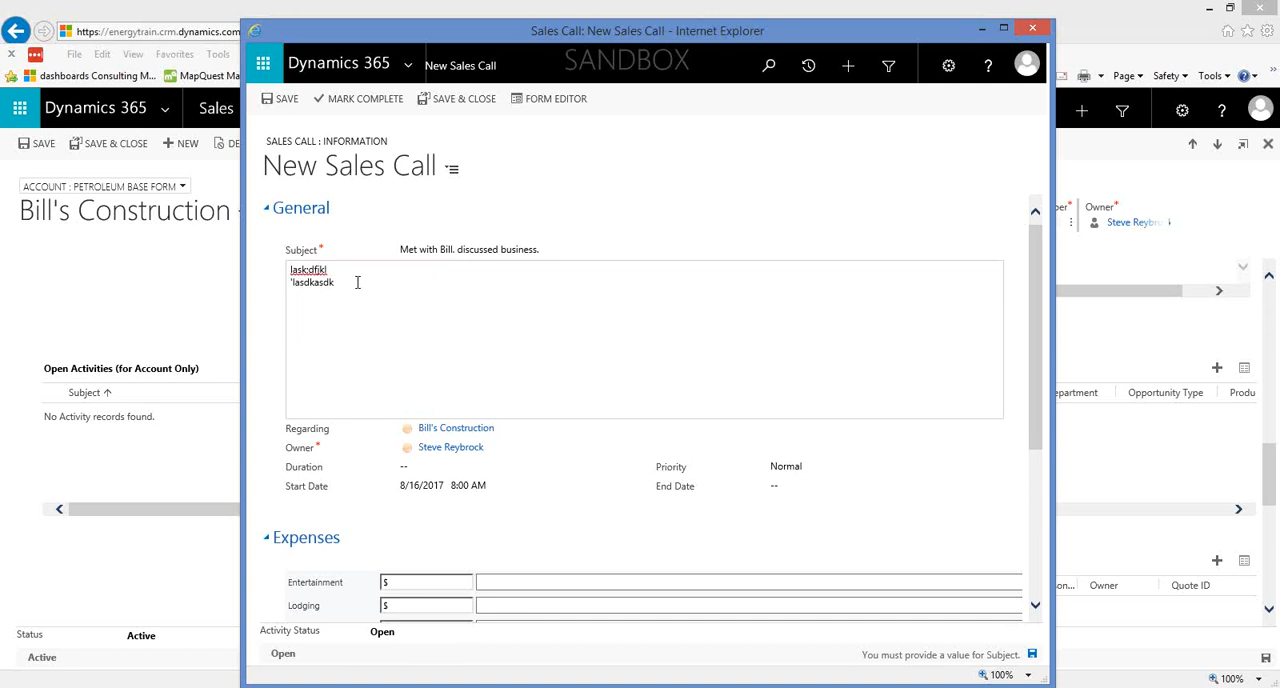 Sales Call: New Sales Call - Internet Explorer
https://energytrain.crm.dynamics.com
File Edit View Favorites Tools
dashboards Consulting M... MapQuest Ma
Page Safety Tools
Dynamics 365 Sales
Dynamics 365 New Sales Call SANDBOX
SAVE SAVE & CLOSE NEW DE
SAVE MARK COMPLETE SAVE & CLOSE FORM EDITOR
ACCOUNT : PETROLEUM BASE FORM
Bill's Construction
Owner*
Steve Reybro
SALES CALL : INFORMATION
New Sales Call
General
Subject* Met with Bill. discussed business.
lask;dfjkl
'lasdkasdk
Regarding Bill's Construction
Owner* Steve Reybrock
Duration -- Priority Normal
Start Date 8/16/2017 8:00 AM End Date --
Expenses
Entertainment $
Lodging $
Activity Status Open
Open You must provide a value for Subject.
100%
Open Activities (for Account Only)
Subject
epartment Opportunity Type Produ
No Activity records found.
on... Owner Quote ID
Status Active
Active
100%